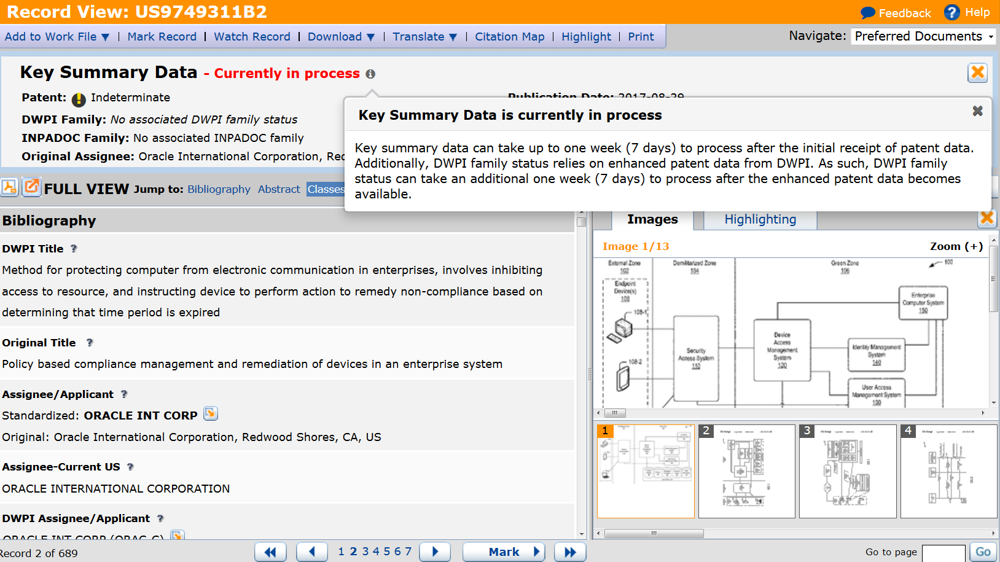 Record View: US9749311B2
Feedback
Help
Add to Work File ▼ | Mark Record | Watch Record | Download ▼ | Translate ▼ | Citation Map | Highlight | Print
Navigate: Preferred Documents
Key Summary Data - Currently in process
Patent: Indeterminate
Publication Date: 2017-08-29
DWPI Family: No associated DWPI family status
INPADOC Family: No associated INPADOC family
Original Assignee: Oracle International Corporation,
Key Summary Data is currently in process
Key summary data can take up to one week (7 days) to process after the initial receipt of patent data.
Additionally, DWPI family status relies on enhanced patent data from DWPI. As such, DWPI family
status can take an additional one week (7 days) to process after the enhanced patent data becomes
available.
FULL VIEW Jump to: Bibliography Abstract Classes
Bibliography
DWPI Title ?
Method for protecting computer from electronic communication in enterprises, involves inhibiting
access to resource, and instructing device to perform action to remedy non-compliance based on
determining that time period is expired
Original Title ?
Policy based compliance management and remediation of devices in an enterprise system
Assignee/Applicant ?
Standardized: ORACLE INT CORP
Original: Oracle International Corporation, Redwood Shores, CA, US
Assignee-Current US ?
ORACLE INTERNATIONAL CORPORATION
DWPI Assignee/Applicant ?
ORACLE INT CORP (ORAC-C)
Images
Highlighting
Image 1/13
Zoom (+)
External Zone
102
Demilitarized Zone
104
Green Zone
106
100
Endpoint
Device(s)
108
108-1
108-2
Security
Access System
110
Device
Access
Management
System
120
Enterprise
Computer System
150
Identity Management
System
140
User Access
Management System
130
1
2
3
4
Record 2 of 689
1 2 3 4 5 6 7
Mark
Go to page
Go